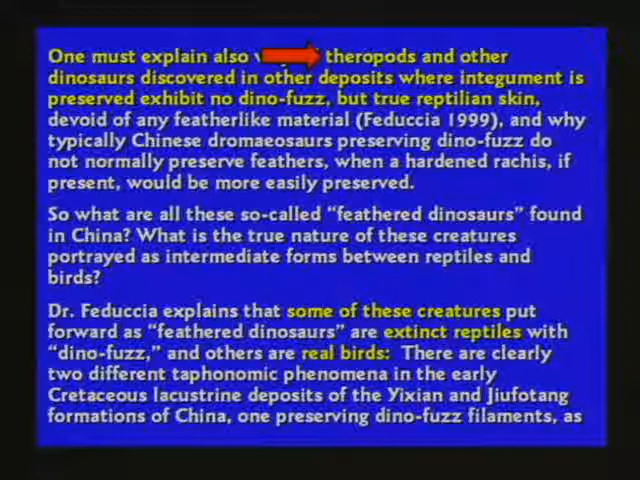 One must explain also theropods and other
dinosaurs discovered in other deposits where integument is
preserved exhibit no dino-fuzz, but true reptilian skin,
devoid of any featherlike material (Feduccia 1999), and why
typically Chinese dromaeosaurs preserving dino-fuzz do
not normally preserve feathers, when a hardened rachis, if
present, would be more easily preserved.
So what are all these so-called “feathered dinosaurs” found
in China? What is the true nature of these creatures
portrayed as intermediate forms between reptiles and
birds?
Dr. Feduccia explains that some of these creatures put
forward as “feathered dinosaurs” are extinct reptiles with
“dino-fuzz,” and others are real birds: There are clearly
two different taphonomic phenomena in the early
Cretaceous lacustrine deposits of the Yixian and Jiufotang
formations of China, one preserving dino-fuzz filaments, as